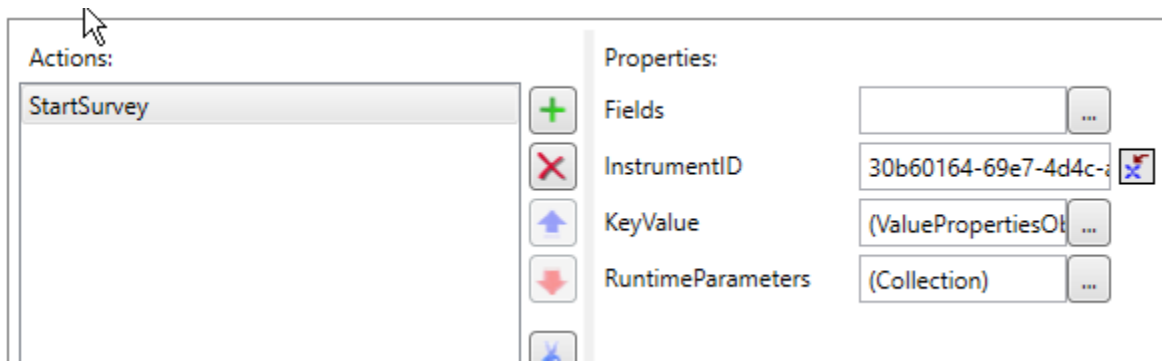 Actions:
StartSurvey
Properties:
Fields
...
InstrumentID
30b60164-69e7-4d4c-
KeyValue
(ValuePropertiesOb
...
RuntimeParameters
(Collection)
...